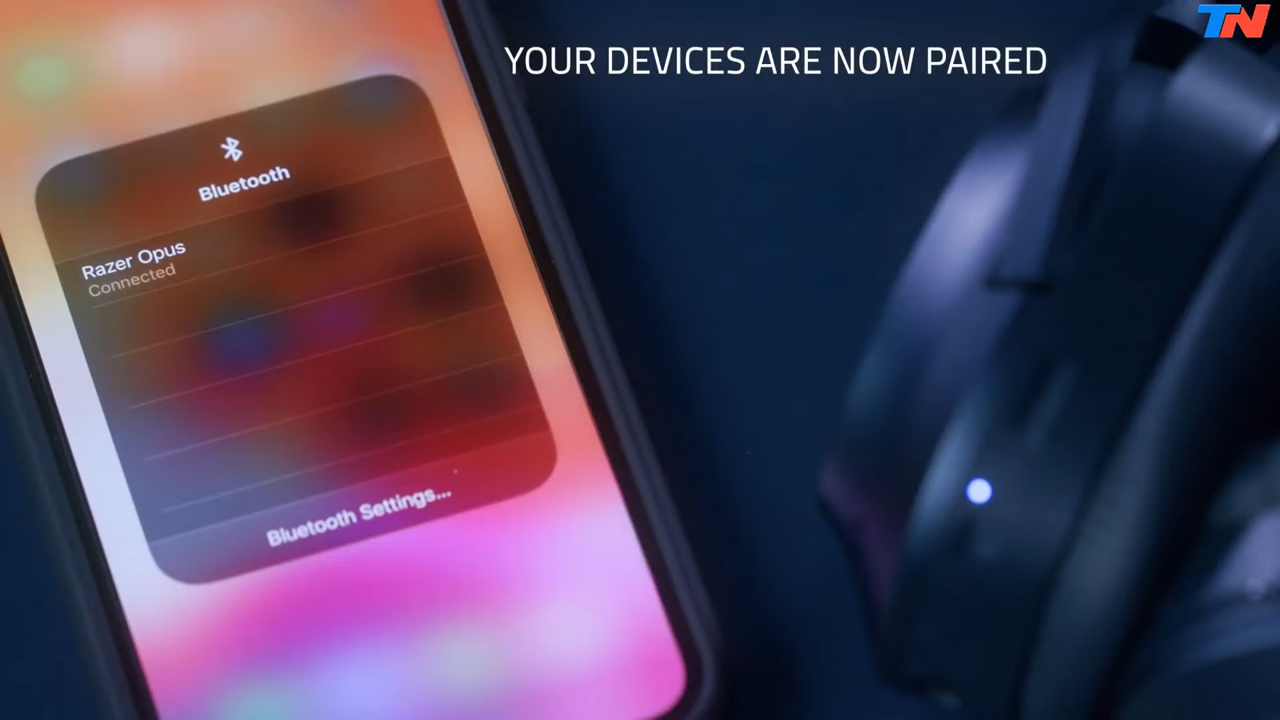 TN
YOUR DEVICES ARE NOW PAIRED
Bluetooth
Razer Opus
Connected
Bluetooth Settings...